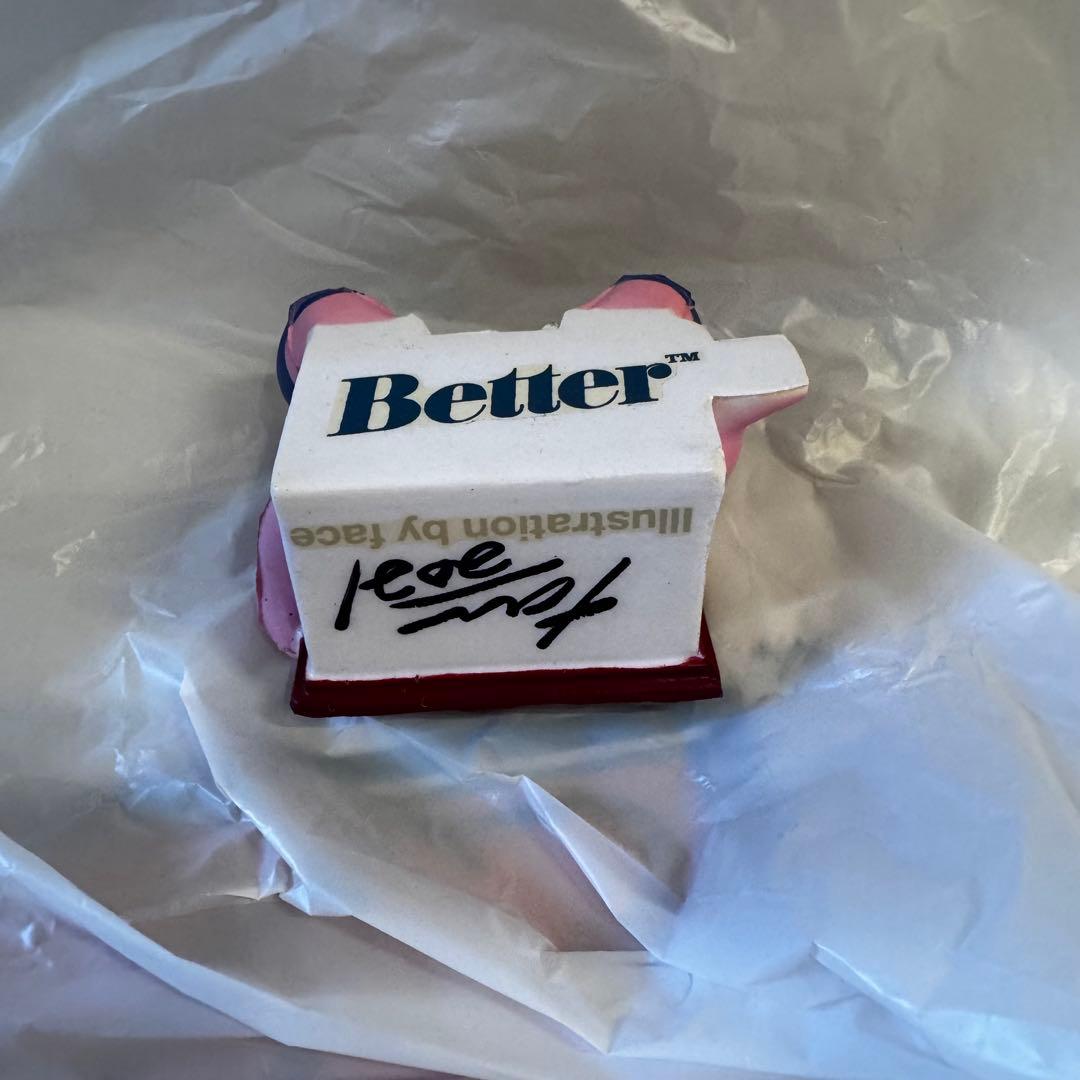 Better™
Illustration by face